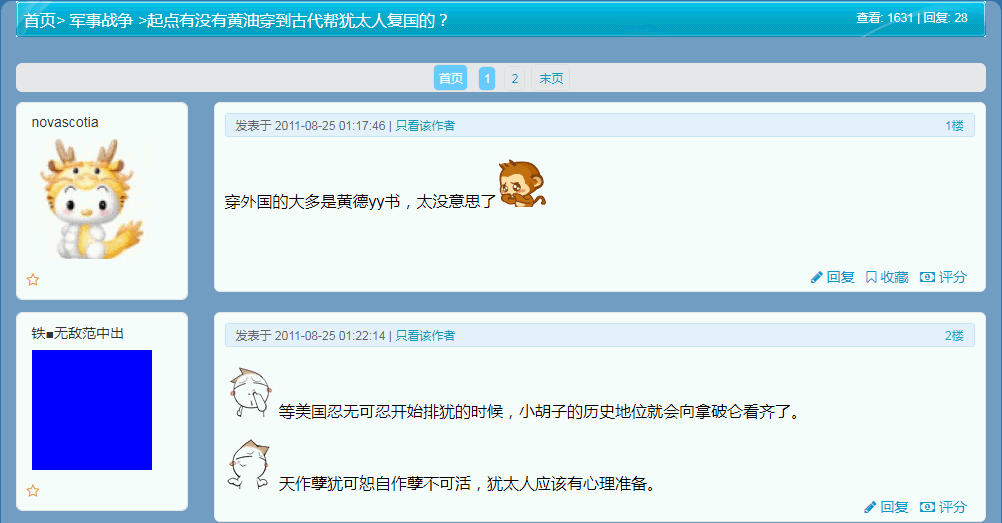 首页> 军事战争 >起点有没有黄油穿到古代帮犹太人复国的？
查看: 1631 | 回复: 28
首页 1 2 末页
novascotia
发表于 2011-08-25 01:17:46 | 只看该作者
1楼
穿外国的大多是黄德yy书，太没意思了
回复 收藏 评分
铁■无敌范中出
发表于 2011-08-25 01:22:14 | 只看该作者
2楼
等美国忍无可忍开始排犹的时候，小胡子的历史地位就会向拿破仑看齐了。
天作孽犹可恕自作孽不可活，犹太人应该有心理准备。
回复 评分